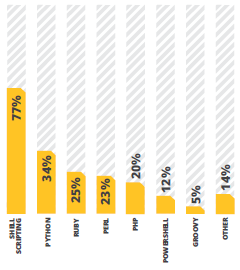 77%
34%
25%
23%
20%
12%
5%
14%
SHELL
SCRIPTING
PYTHON
RUBY
PERL
PHP
POWERSHELL
GROOVY
OTHER